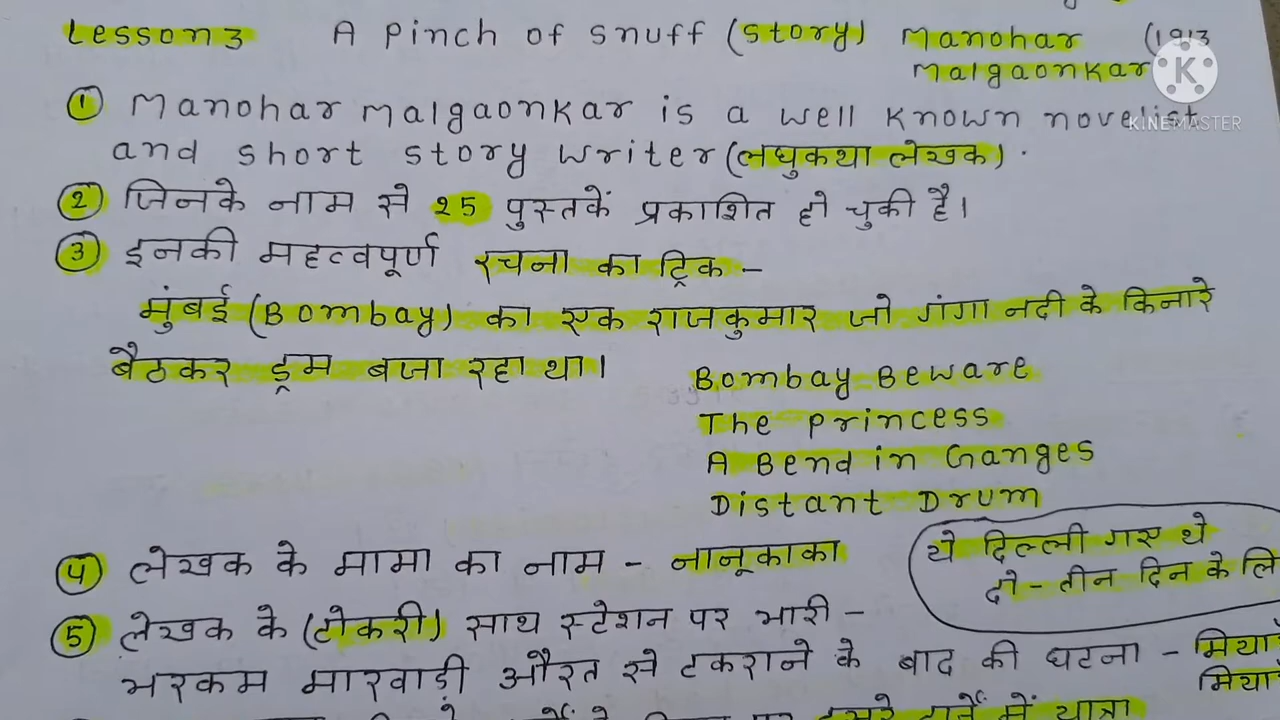 Lesson 3 A Pinch of Snuff (Story) Manohar (1913
Malgaonkar
KINEMASTER
① Manohar Malgaonkar is a well known novelist
and short story writer (लघुकथा लेखक).
② जिनके नाम से 25 पुस्तकें प्रकाशित हो चुकी है।
③ इनकी महत्वपूर्ण रचना का ट्रिक -
मुंबई (Bombay) का एक राजकुमार जो गंगा नदी के किनारे
बैठकर ड्रम बजा रहा था।
Bombay Beware
The Princess
A Bend in Ganges
Distant Drum
④ लेखक के मामा का नाम - नानूकाका
ये दिल्ली गए थे
दो - तीन दिन के लि
⑤ लेखक के (टोकरी) साथ स्टेशन पर भारी -
भरकम मारवाड़ी औरत से टकराने के बाद की घटना - मियाँ
मियाँ
दूसरे दर्जे में यात्रा